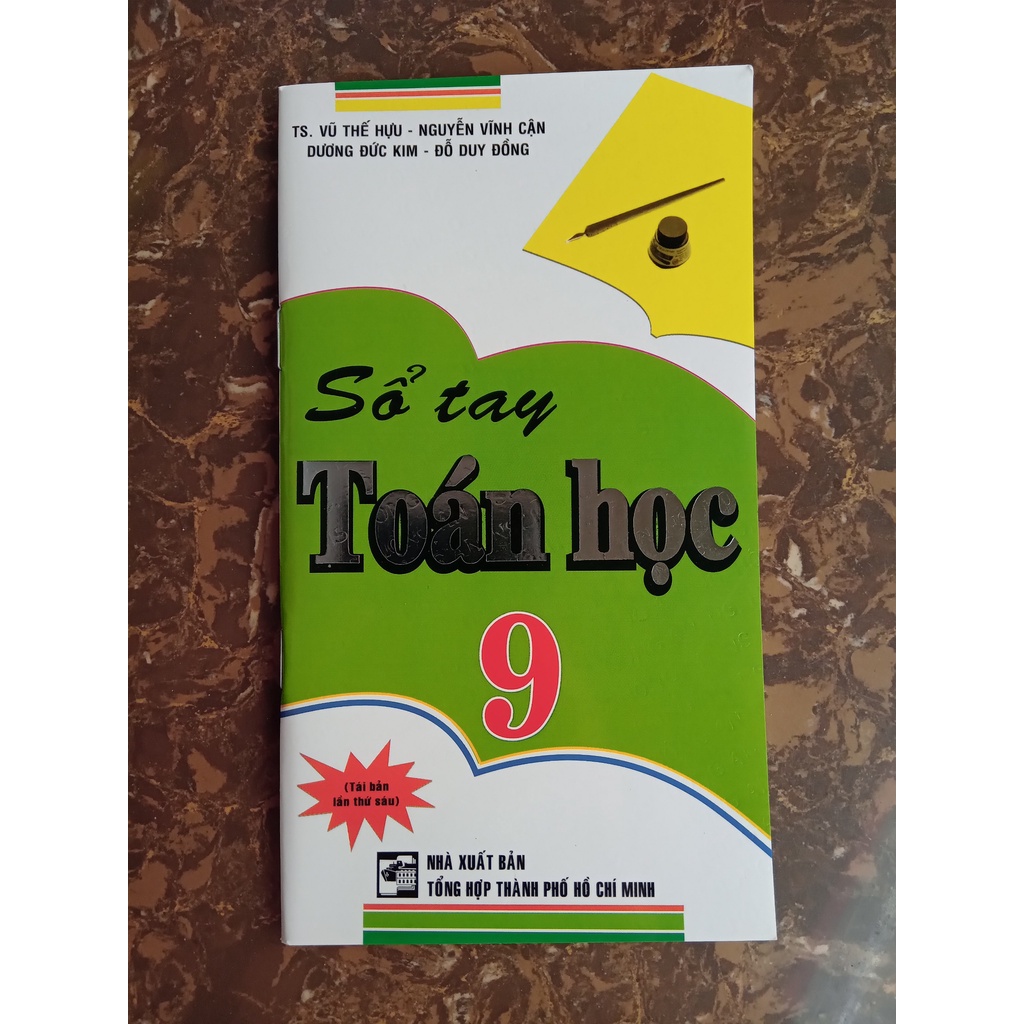 TS. VŨ THẾ HỰU - NGUYỄN VĨNH CẬN
DƯƠNG ĐỨC KIM - ĐỖ DUY ĐỒNG
Sổ tay
Toán học
9
(Tái bản
lần thứ sáu)
NHÀ XUẤT BẢN
TỔNG HỢP THÀNH PHỐ HỒ CHÍ MINH